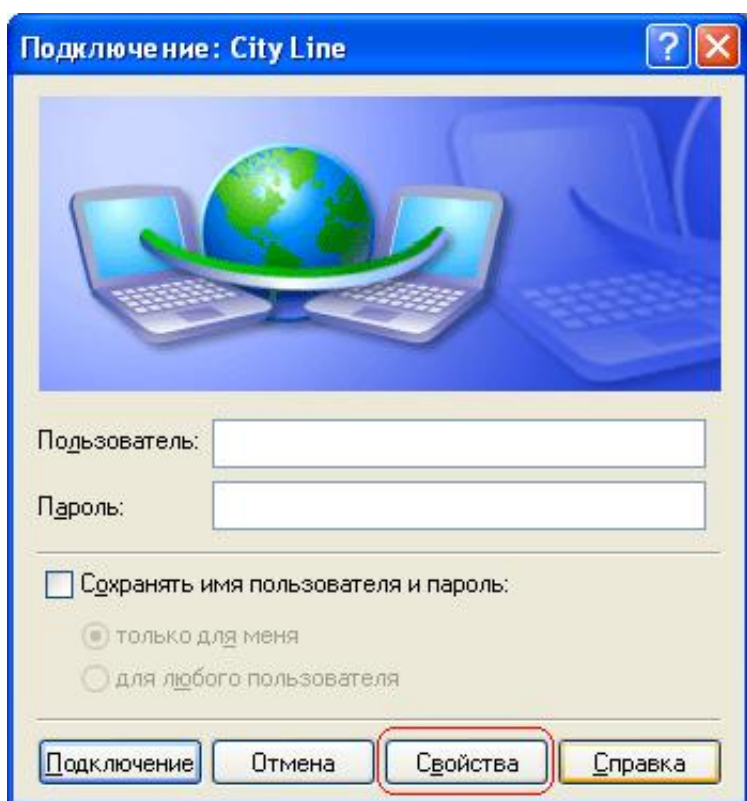 Подключение: City Line
Пользователь:
Пароль:
Сохранять имя пользователя и пароль:
только для меня
для любого пользователя
Подключение Отмена Свойства Справка